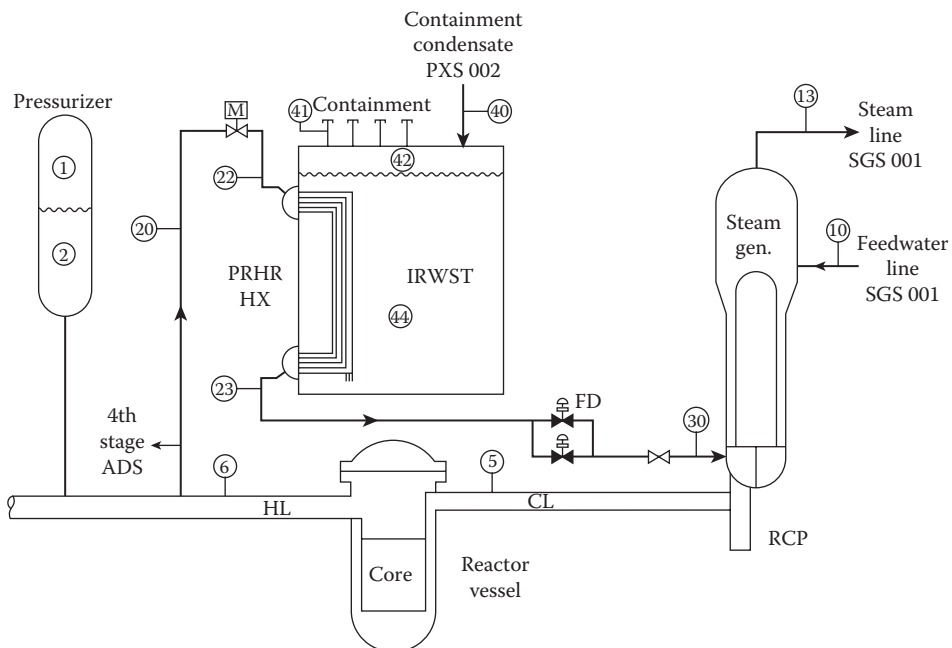 Containment
condensate
PXS 002
Pressurizer
M
41
Containment
40
13
Steam
line
SGS 001
1
42
22
20
2
Steam
gen.
10
Feedwater
line
SGS 001
PRHR
HX
IRWST
44
23
FD
30
4th
stage
ADS
6
5
HL
CL
RCP
Core
Reactor
vessel